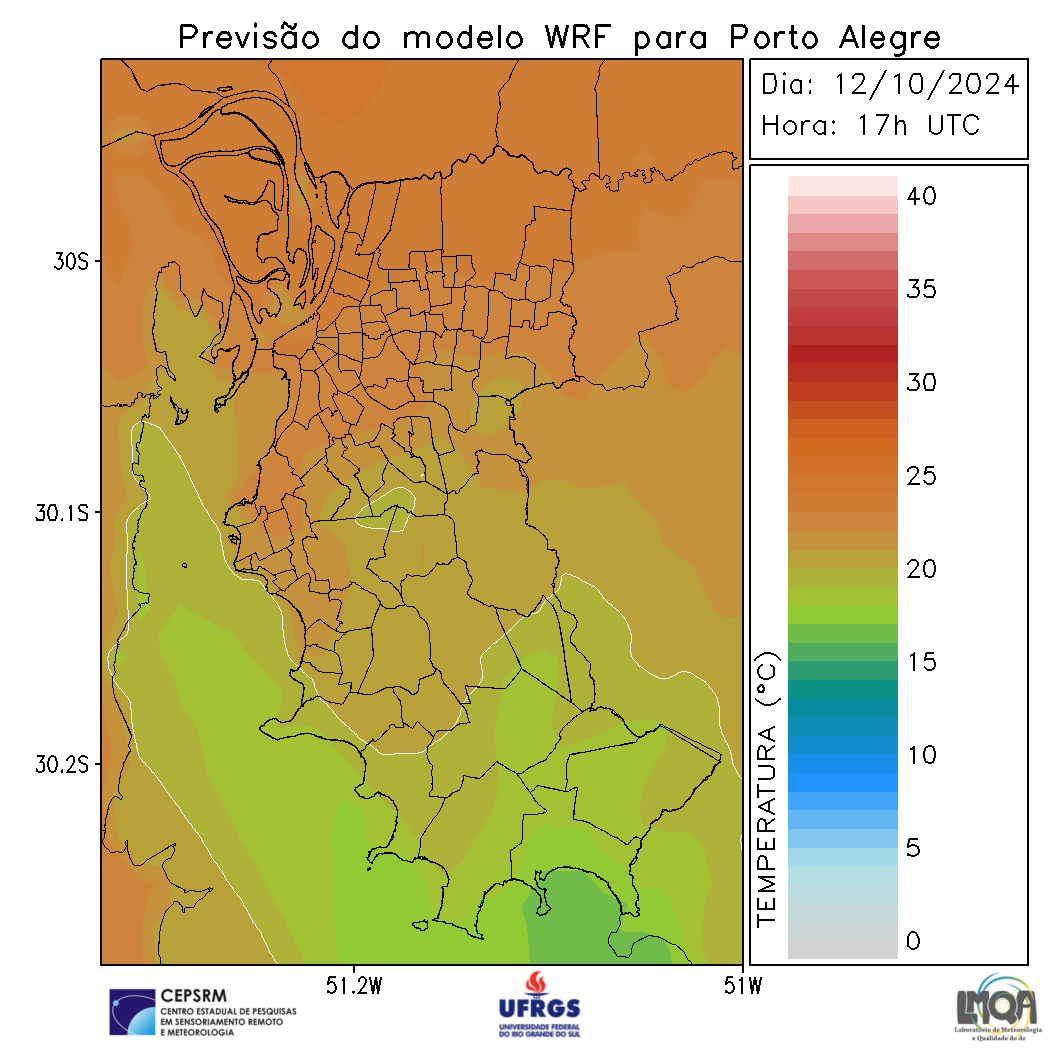 Previsão do modelo WRF para Porto Alegre
Dia: 12/10/2024
Hora: 17h UTC
30S
30.1S
30.2S
51.2W
51W
TEMPERATURA (°C)
40
35
30
25
20
15
10
5
0
CEPSRM
CENTRO ESTADUAL DE PESQUISAS
EM SENSORIAMENTO REMOTO
E METEOROLOGIA
UFRGS
UNIVERSIDADE FEDERAL
DO RIO GRANDE DO SUL
LMQA
Laboratório de Meteorologia
e Qualidade do Ar